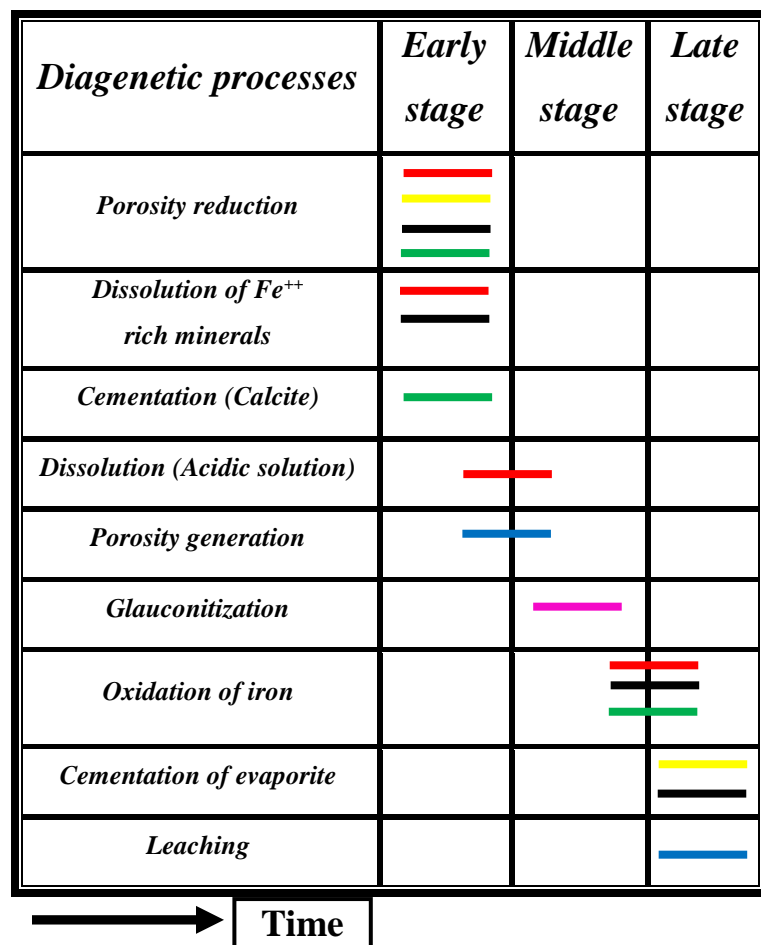 Diagenetic processes
Early
stage
Middle
stage
Late
stage
Porosity reduction
Dissolution of Fe⁺⁺
rich minerals
Cementation (Calcite)
Dissolution (Acidic solution)
Porosity generation
Glauconitization
Oxidation of iron
Cementation of evaporite
Leaching
Time